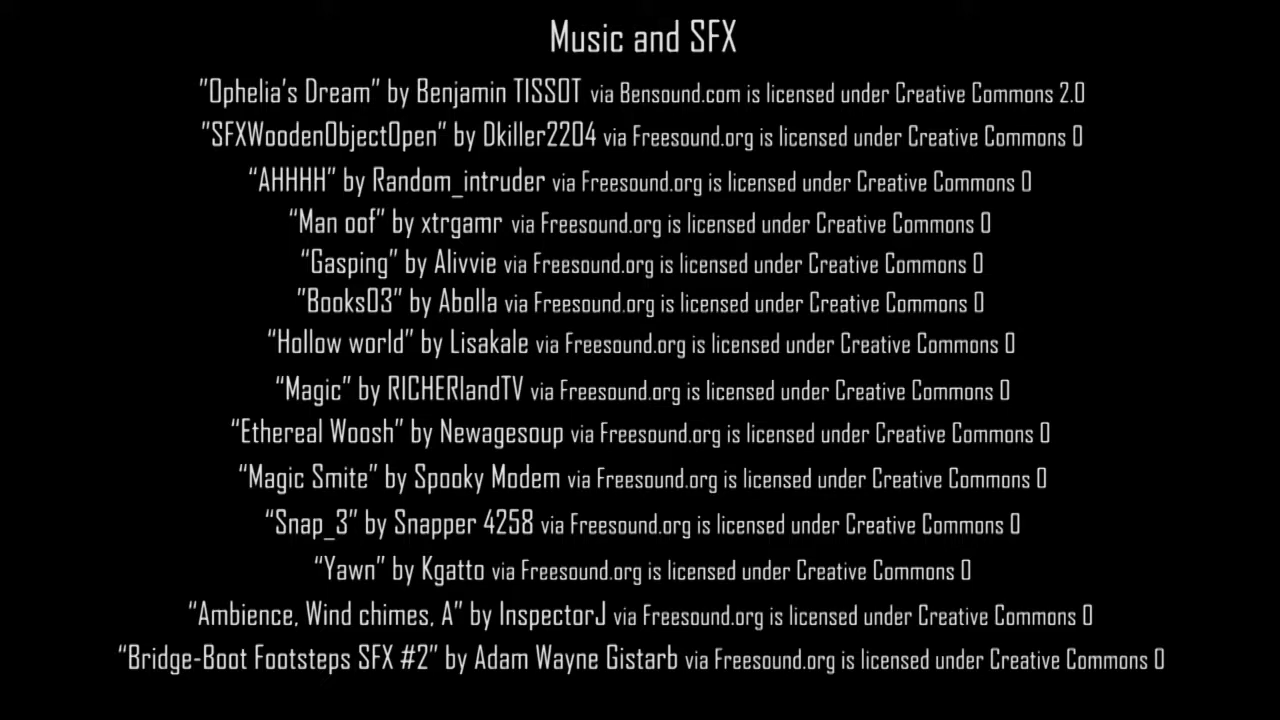 Music and SFX
"Ophelia's Dream" by Benjamin TISSOT via Bensound.com is licensed under Creative Commons 2.0
"SFXWoodenObjectOpen" by Dkiller2204 via Freesound.org is licensed under Creative Commons 0
"AHHHH" by Random_intruder via Freesound.org is licensed under Creative Commons 0
"Man oof" by xtrgamr via Freesound.org is licensed under Creative Commons 0
"Gasping" by Alivvie via Freesound.org is licensed under Creative Commons 0
"Books03" by Abolla via Freesound.org is licensed under Creative Commons 0
"Hollow world" by Lisakale via Freesound.org is licensed under Creative Commons 0
"Magic" by RICHERlandTV via Freesound.org is licensed under Creative Commons 0
"Ethereal Woosh" by Newagesoup via Freesound.org is licensed under Creative Commons 0
"Magic Smite" by Spooky Modem via Freesound.org is licensed under Creative Commons 0
"Snap_3" by Snapper 4258 via Freesound.org is licensed under Creative Commons 0
"Yawn" by Kgatto via Freesound.org is licensed under Creative Commons 0
"Ambience, Wind chimes, A" by InspectorJ via Freesound.org is licensed under Creative Commons 0
"Bridge-Boot Footsteps SFX #2" by Adam Wayne Gistarb via Freesound.org is licensed under Creative Commons 0